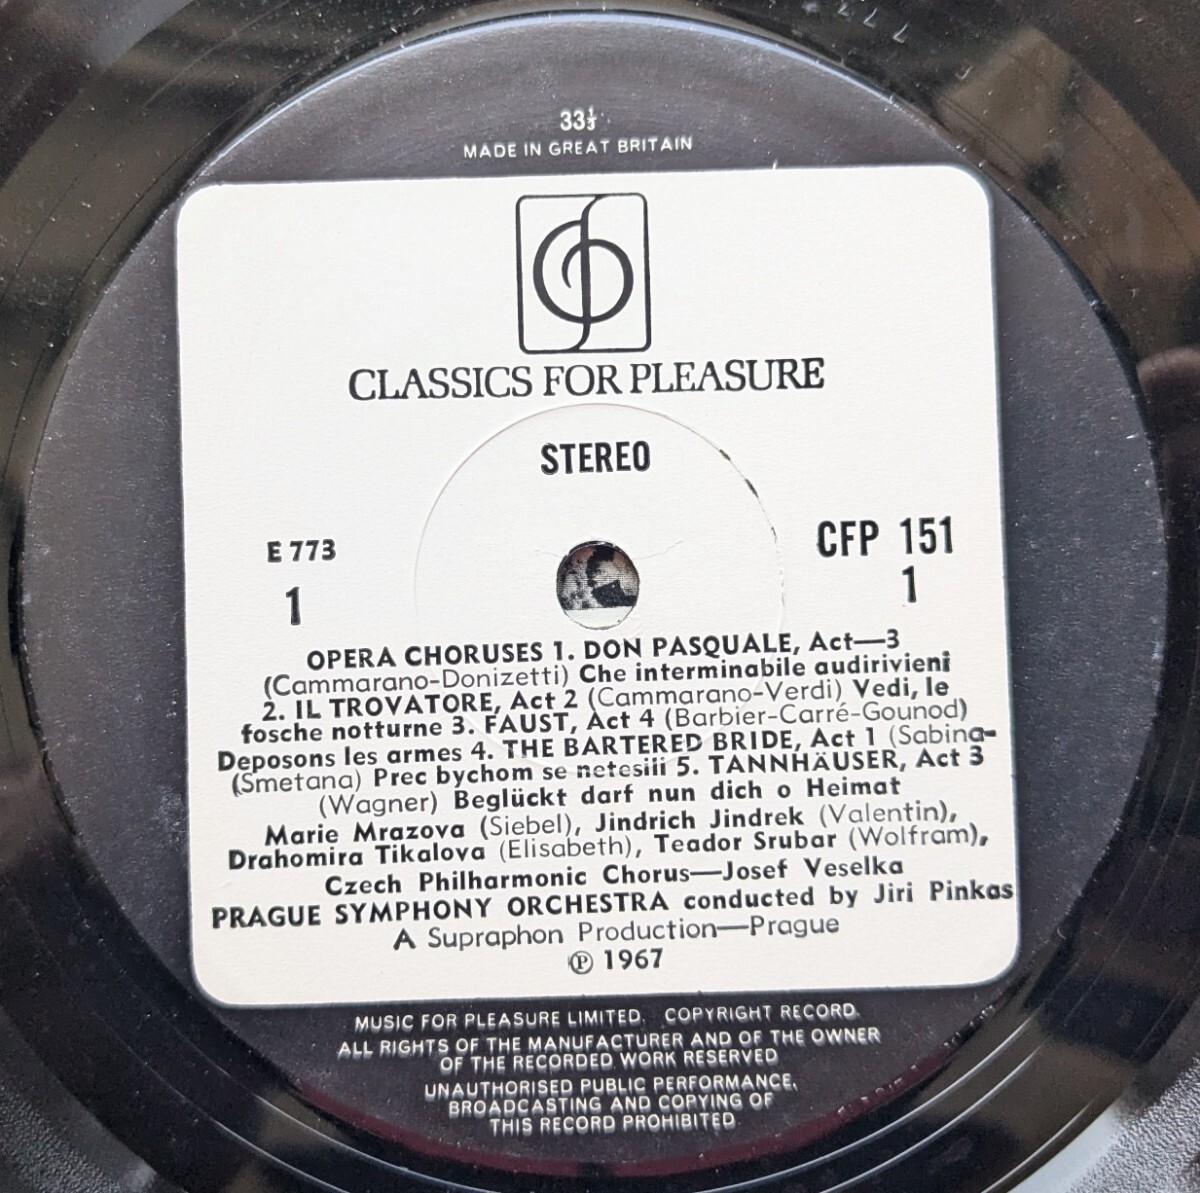 33⅓
MADE IN GREAT BRITAIN
CLASSICS FOR PLEASURE
STEREO
E 773
CFP 151
1
1
OPERA CHORUSES 1. DON PASQUALE, Act—3
(Cammarano-Donizetti) Che interminabile audirivieni
2. IL TROVATORE, Act 2 (Cammarano-Verdi) Vedi, le
fosche notturne 3. FAUST, Act 4 (Barbier-Carré-Gounod)
Deposons les armes 4. THE BARTERED BRIDE, Act 1 (Sabina-
(Smetana) Prec bychom se netesili 5. TANNHÄUSER, Act 3
(Wagner) Beglückt darf nun dich o Heimat
Marie Mrazova (Siebel), Jindrich Jindrek (Valentin),
Drahomira Tikalova (Elisabeth), Teador Srubar (Wolfram),
Czech Philharmonic Chorus—Josef Veselka
PRAGUE SYMPHONY ORCHESTRA conducted by Jiri Pinkas
A Supraphon Production—Prague
℗ 1967
MUSIC FOR PLEASURE LIMITED. COPYRIGHT RECORD.
ALL RIGHTS OF THE MANUFACTURER AND OF THE OWNER
OF THE RECORDED WORK RESERVED
UNAUTHORISED PUBLIC PERFORMANCE,
BROADCASTING AND COPYING OF
THIS RECORD PROHIBITED